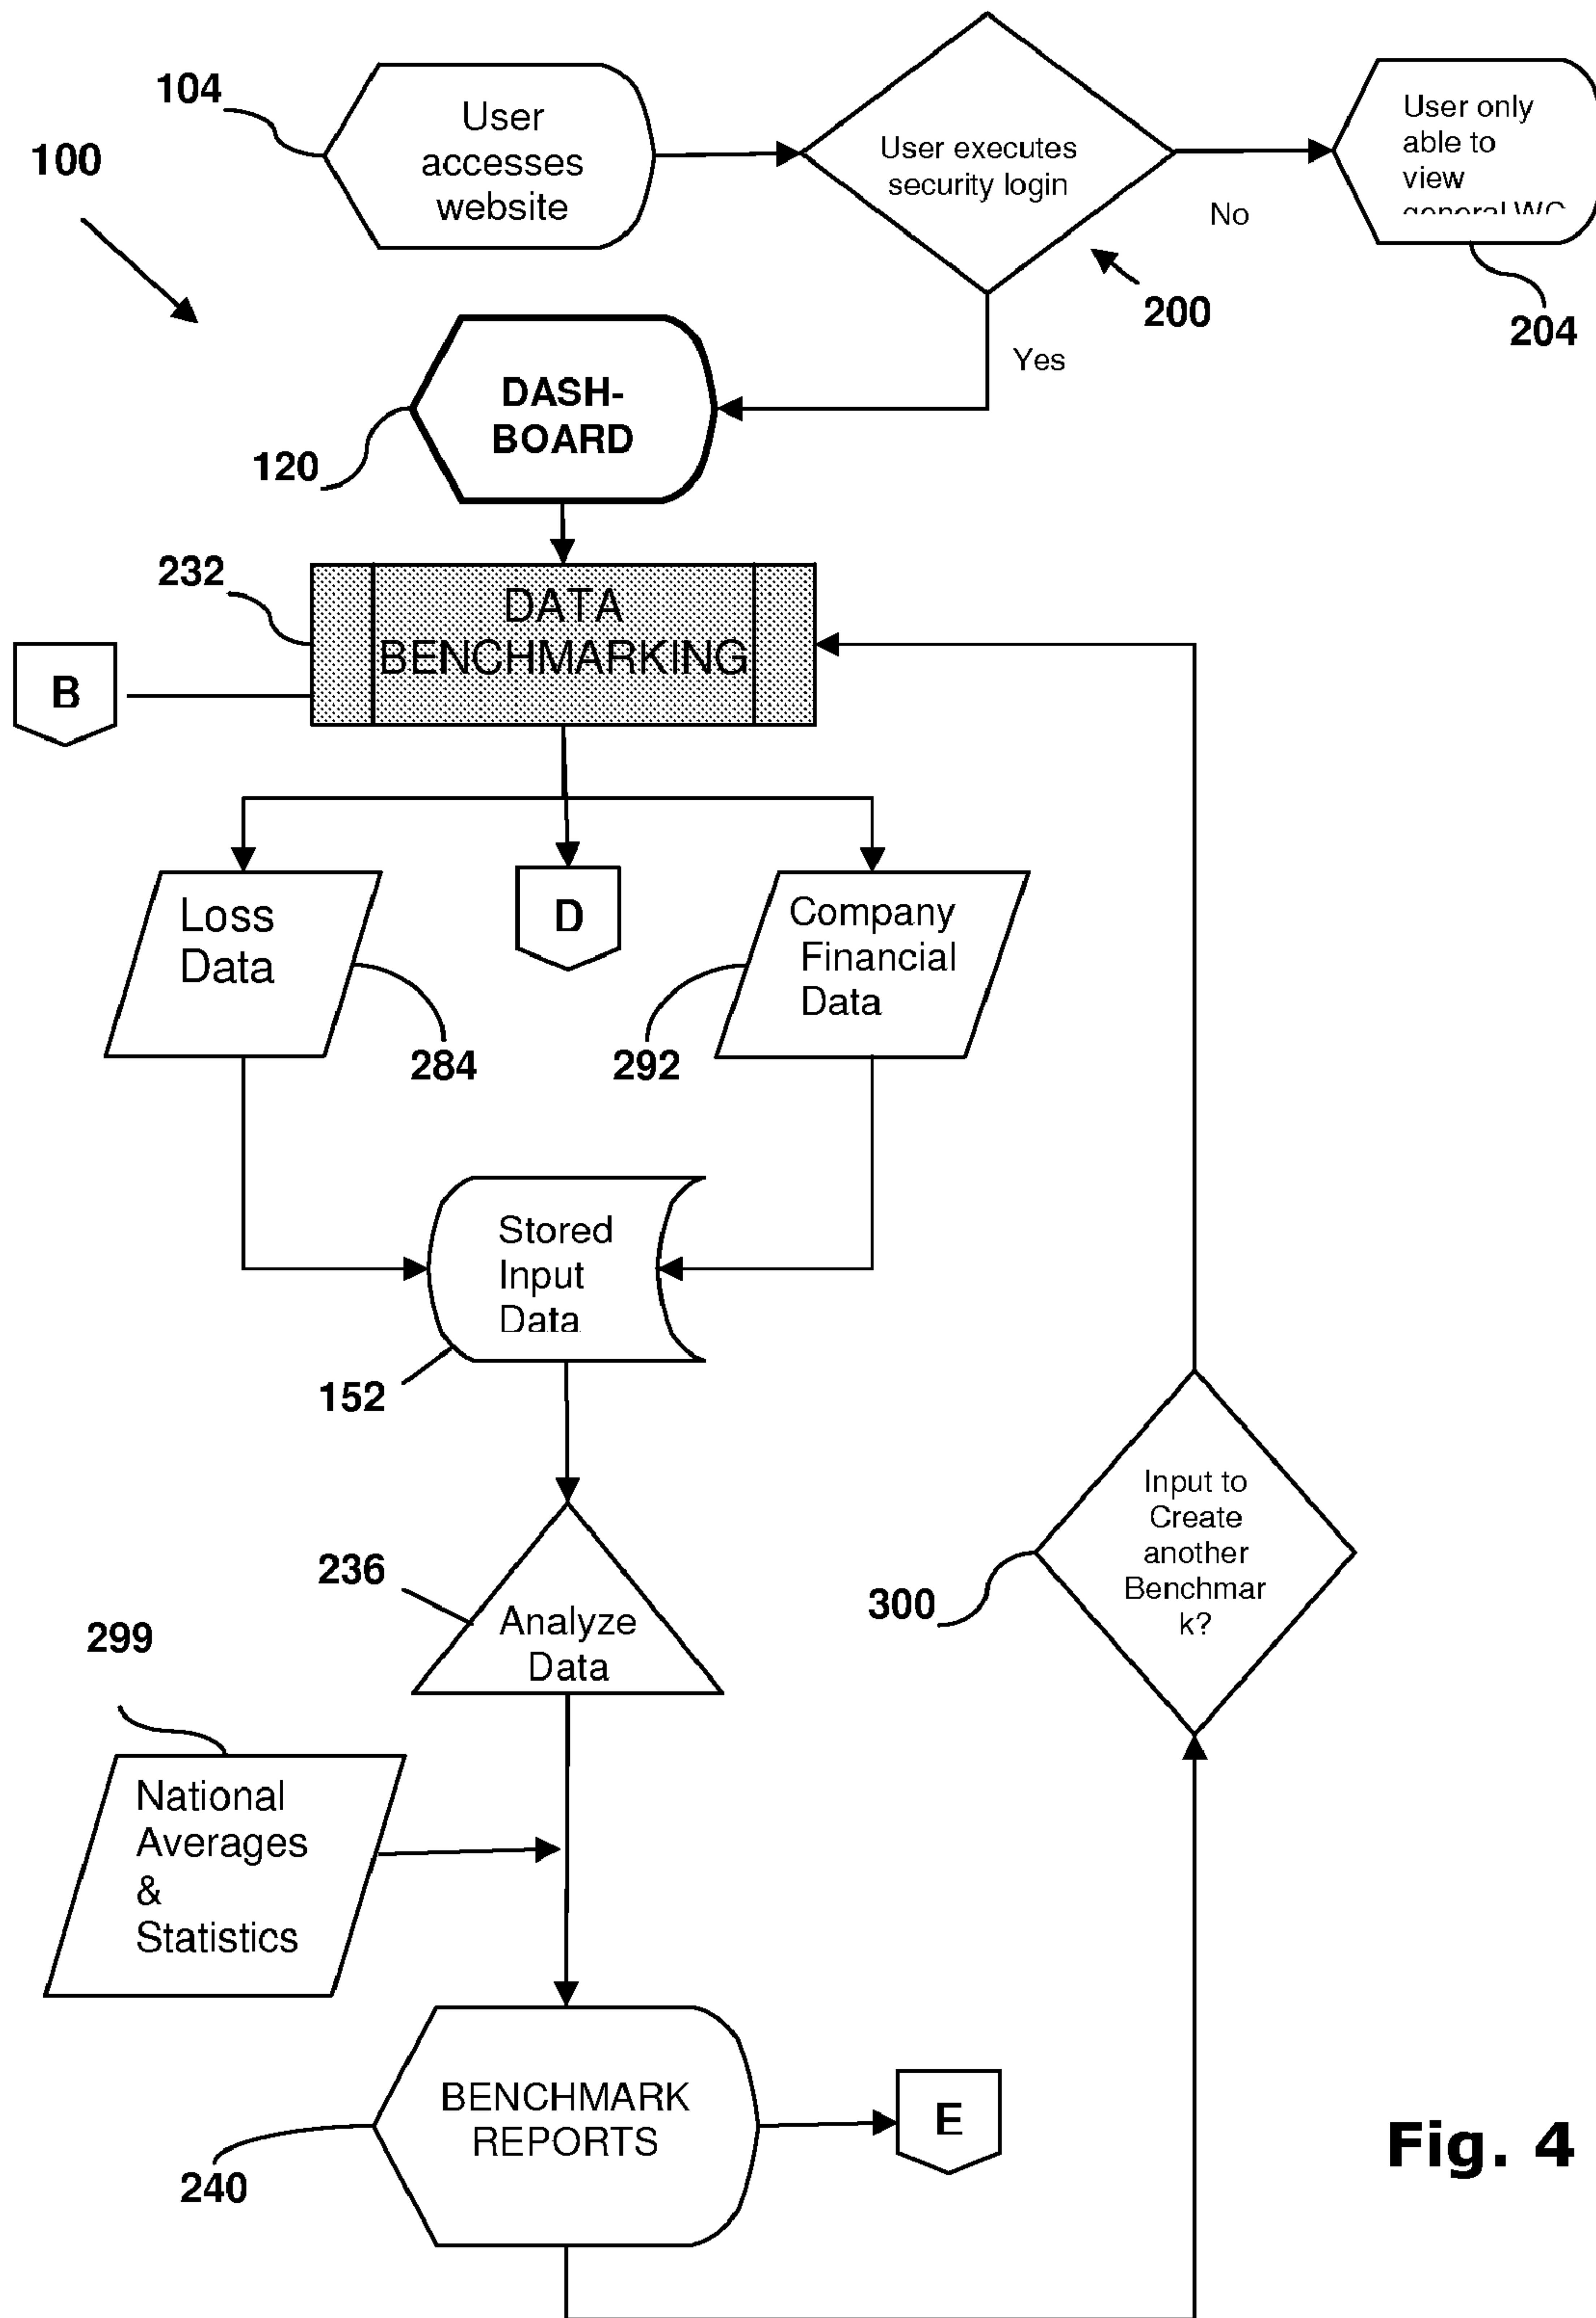 104
User
accesses
website
User executes
security login
User only
able to
view
general WC
100
No
200
204
Yes
DASH-
BOARD
120
232
DATA
BENCHMARKING
B
Loss
Data
D
Company
Financial
Data
284
292
Stored
Input
Data
152
Input to
Create
another
Benchmar
k?
300
236
Analyze
Data
299
National
Averages
&
Statistics
BENCHMARK
REPORTS
E
240
Fig. 4